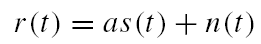 r(t) = as(t) + n(t)